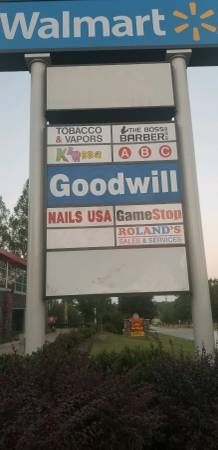 Walmart
TOBACCO & VAPORS
THE BOSS BARBER
A B C
Goodwill
NAILS USA
GameStop
ROLAND'S
SALES & SERVICES